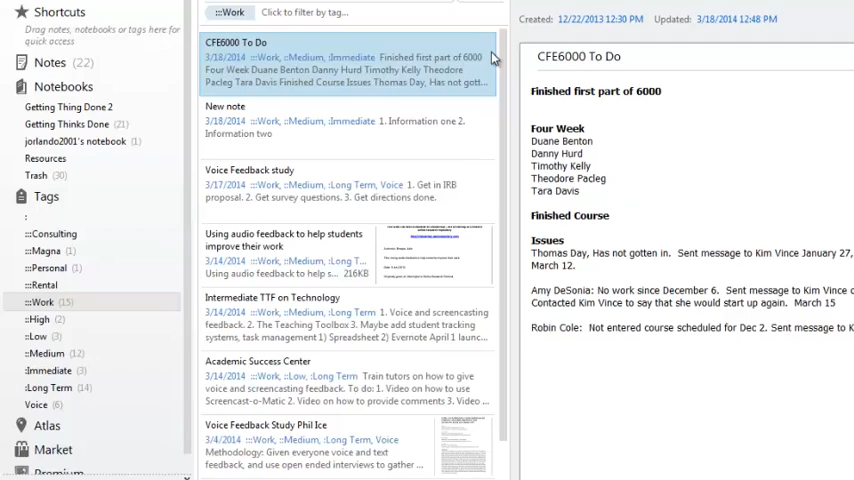 Shortcuts
Drag notes, notebooks or tags here for
quick access
Notes (22)
Notebooks
Getting Thing Done 2
Getting Thinks Done (21)
jorlando2001's notebook (1)
Resources
Trash (30)
Tags
:
:::Consulting
:::Magna (1)
:::Personal (1)
:::Rental
:::Work (15)
::High (2)
::Low (3)
::Medium (12)
:Immediate (3)
:Long Term (14)
Voice (6)
Atlas
Market
Premium
:::Work Click to filter by tag...
CFE6000 To Do
3/18/2014 :::Work, ::Medium, :Immediate Finished first part of 6000
Four Week Duane Benton Danny Hurd Timothy Kelly Theodore
Pacleg Tara Davis Finished Course Issues Thomas Day, Has not gott...
New note
3/18/2014 :::Work, ::Medium, :Immediate 1. Information one 2.
Information two
Voice Feedback study
3/17/2014 :::Work, ::Medium, :Long Term, Voice 1. Get in IRB
proposal. 2. Get survey questions. 3. Get directions done.
Using audio feedback to help students
improve their work
3/14/2014 :::Work, ::Medium, :Long T...
Using audio feedback to help s... 216KB
Intermediate TTF on Technology
3/14/2014 :::Work, ::Medium, :Long Term 1. Voice and screencasting
feedback. 2. The Teaching Toolbox 3. Maybe add student tracking
systems, task management 1) Spreadsheet 2) Evernote April 1 launc...
Academic Success Center
3/14/2014 :::Work, ::Low, :Long Term Train tutors on how to give
voice and screencasting feedback. To do: 1. Video on how to use
Screencast-o-Matic 2. Video on how to provide comments 3. Video ...
Voice Feedback Study Phil Ice
3/4/2014 :::Work, ::Medium, :Long Term, Voice
Methodology: Given everyone voice and text
feedback, and use open ended interviews to gather ...
Created: 12/22/2013 12:30 PM Updated: 3/18/2014 12:48 PM
CFE6000 To Do
Finished first part of 6000
Four Week
Duane Benton
Danny Hurd
Timothy Kelly
Theodore Pacleg
Tara Davis
Finished Course
Issues
Thomas Day, Has not gotten in. Sent message to Kim Vince January 27,
March 12.
Amy DeSonia: No work since December 6. Sent message to Kim Vince o
Contacted Kim Vince to say that she would start up again. March 15
Robin Cole: Not entered course scheduled for Dec 2. Sent message to K